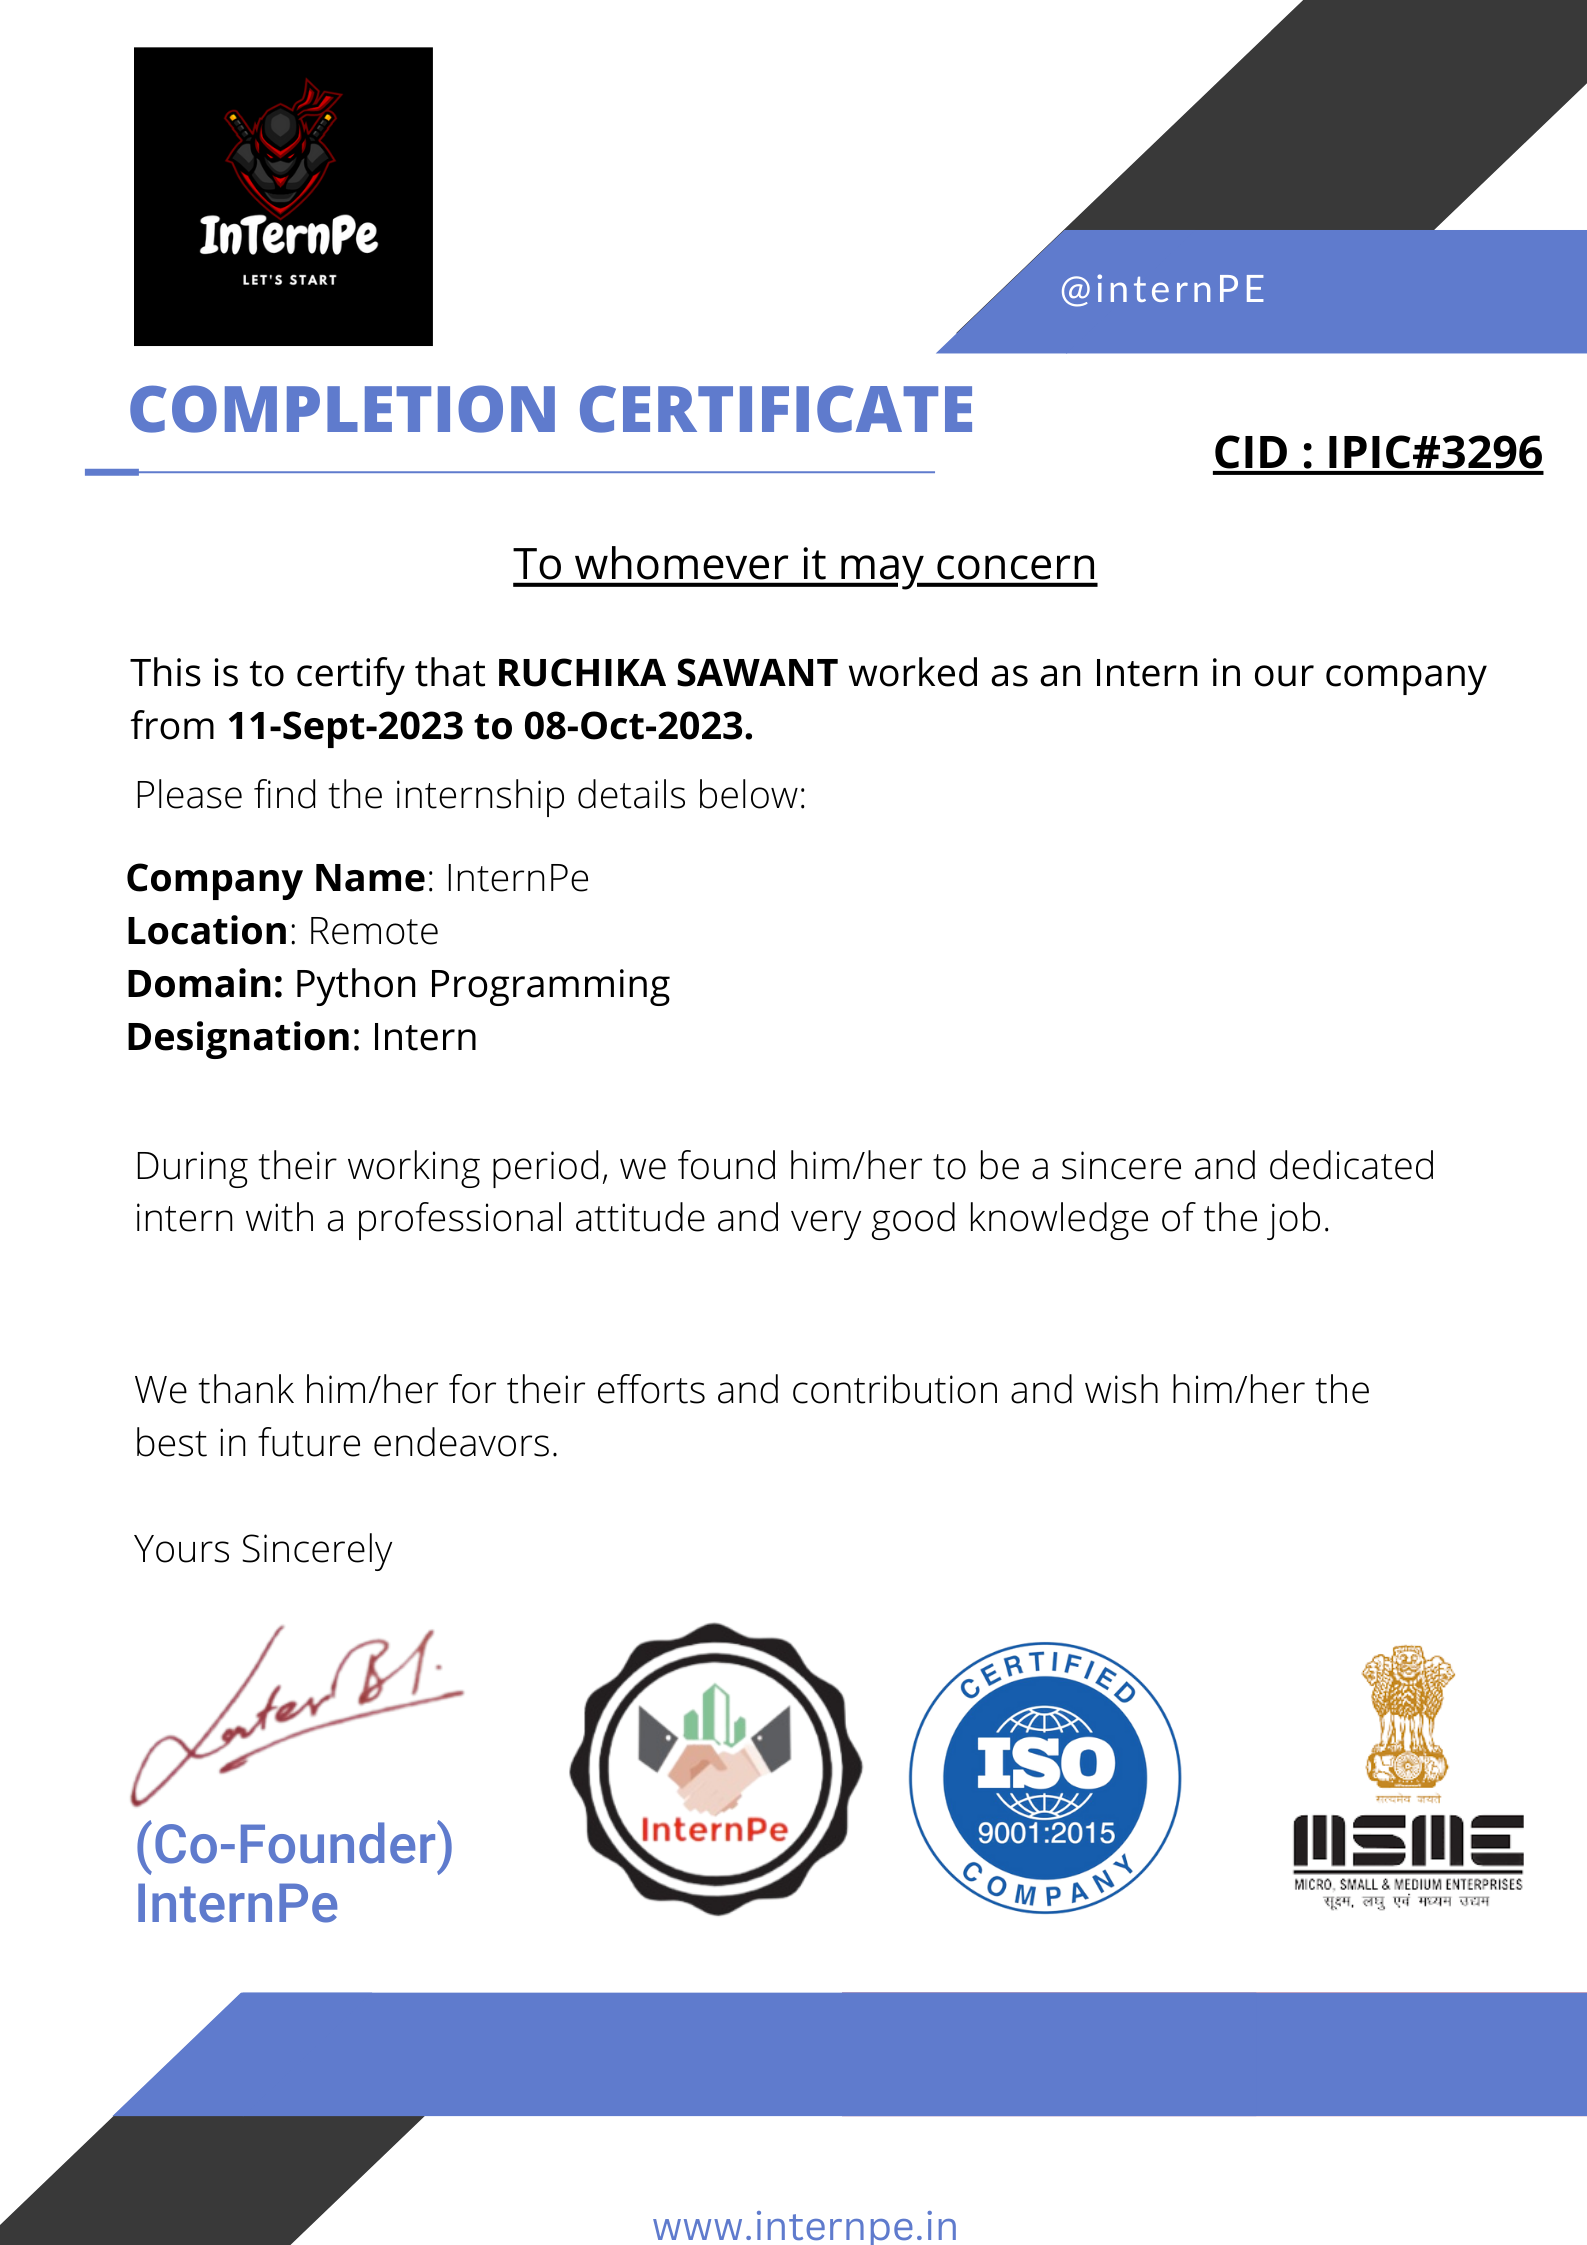 InTernPe
LET'S START
@internPE
COMPLETION CERTIFICATE
CID : IPIC#3296
To whomever it may concern
This is to certify that RUCHIKA SAWANT worked as an Intern in our company
from 11-Sept-2023 to 08-Oct-2023.
Please find the internship details below:
Company Name: InternPe
Location: Remote
Domain: Python Programming
Designation: Intern
During their working period, we found him/her to be a sincere and dedicated
intern with a professional attitude and very good knowledge of the job.
We thank him/her for their efforts and contribution and wish him/her the
best in future endeavors.
Yours Sincerely
(Co-Founder)
InternPe
InternPe
CERTIFIED
ISO
9001:2015
COMPANY
सत्यमेव जयते
MSME
MICRO, SMALL & MEDIUM ENTERPRISES
सूक्ष्म, लघु एवं मध्यम उद्यम
www.internpe.in